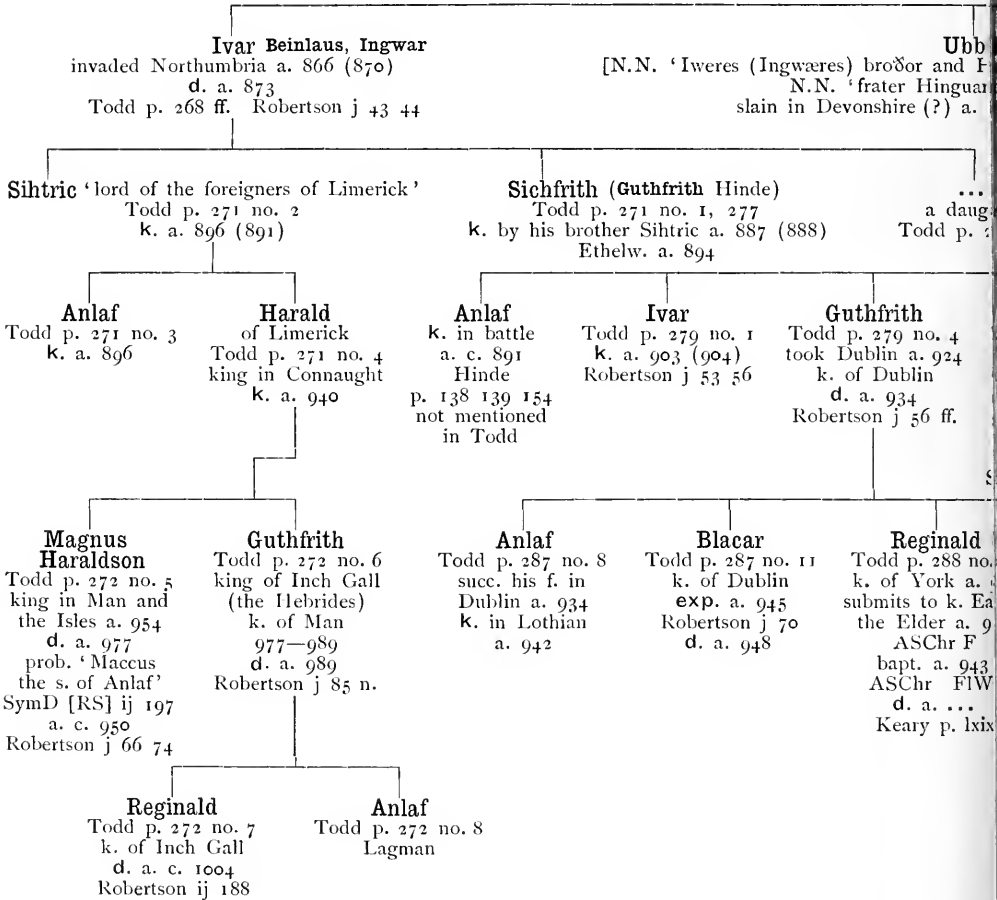 Ivar Beinlaus, Ingwar
invaded Northumbria a. 866 (870)
d. a. 873
Todd p. 268 ff. Robertson j 43 44
Ubb
[N.N. 'Iweres (Ingwæres) broðor and
N.N. 'frater Hinguar
slain in Devonshire (?) a.
Sihtric 'lord of the foreigners of Limerick'
Todd p. 271 no. 2
k. a. 896 (891)
Sichfrith (Guthfrith Hinde)
Todd p. 271 no. 1, 277
k. by his brother Sihtric a. 887 (888)
Ethelw. a. 894
...
a daug
Todd p.
Anlaf
Todd p. 271 no. 3
k. a. 896
Harald
of Limerick
Todd p. 271 no. 4
king in Connaught
k. a. 940
Anlaf
k. in battle
a. c. 891
Hinde
p. 138 139 154
not mentioned
in Todd
Ivar
Todd p. 279 no. 1
k. a. 903 (904)
Robertson j 53 56
Guthfrith
Todd p. 279 no. 4
took Dublin a. 924
k. of Dublin
d. a. 934
Robertson j 56 ff.
Magnus
Haraldson
Todd p. 272 no. 5
king in Man and
the Isles a. 954
d. a. 977
prob. 'Maccus
the s. of Anlaf'
SymD [RS] ij 197
a. c. 950
Robertson j 66 74
Guthfrith
Todd p. 272 no. 6
king of Inch Gall
(the Hebrides)
k. of Man
977—989
d. a. 989
Robertson j 85 n.
Anlaf
Todd p. 287 no. 8
succ. his f. in
Dublin a. 934
k. in Lothian
a. 942
Blacar
Todd p. 287 no. 11
k. of Dublin
exp. a. 945
Robertson j 70
d. a. 948
Reginald
Todd p. 288 no.
k. of York a.
submits to k. Ea
the Elder a. 9
ASChr F
bapt. a. 943
ASChr FlW
d. a. ...
Keary p. lxix
Reginald
Todd p. 272 no. 7
k. of Inch Gall
d. a. c. 1004
Robertson ij 188
Anlaf
Todd p. 272 no. 8
Lagman